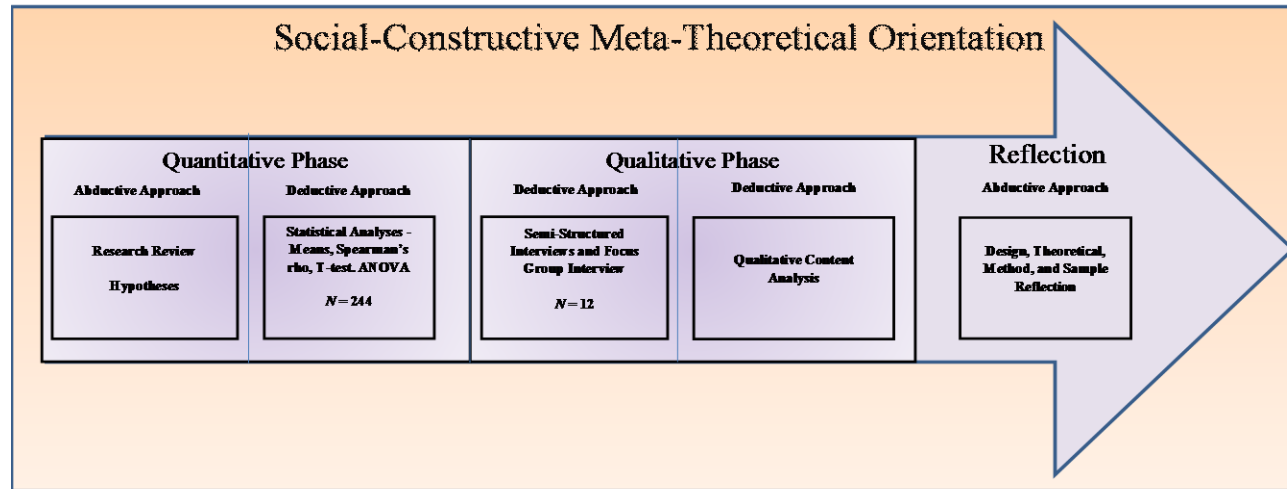 Social-Constructive Meta-Theoretical Orientation
Quantitative Phase
Abductive Approach
Research Review
Hypotheses
Deductive Approach
Statistical Analyses -
Means, Spearman's
rho, T-test. ANOVA
N = 244
Qualitative Phase
Deductive Approach
Semi-Structured
Interviews and Focus
Group Interview
N = 12
Deductive Approach
Qualitative Content
Analysis
Reflection
Abductive Approach
Design, Theoretical,
Method, and Sample
Reflection